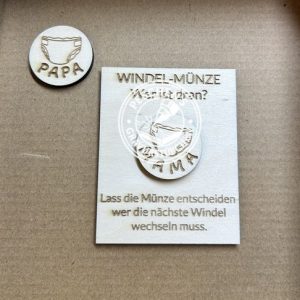 PAPA
WINDEL-MÜNZE
Wer ist dran?
MAMA
Lass die Münze entscheiden
wer die nächste Windel
wechseln muss.